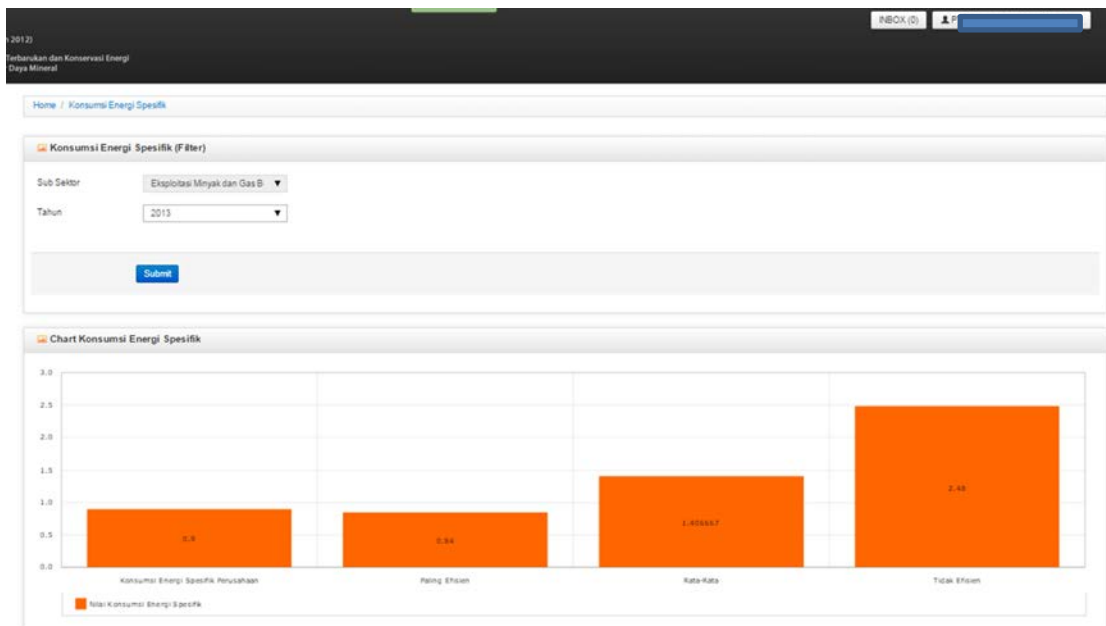 INBOX (0)
P
n 2012)
Terbarukan dan Konservasi Energi
Daya Mineral
Home / Konsumsi Energi Spesifik
Konsumsi Energi Spesifik (Filter)
Sub Sektor
Eksploitasi Minyak dan Gas B
Tahun
2013
Submit
Chart Konsumsi Energi Spesifik
3.0
2.5
2.0
1.5
1.0
0.5
0.0
0.9
0.84
1.406667
2.48
Konsumsi Energi Spesifik Perusahaan
Paling Efisien
Rata-Rata
Tidak Efisien
Nilai Konsumsi Energi Spesifik